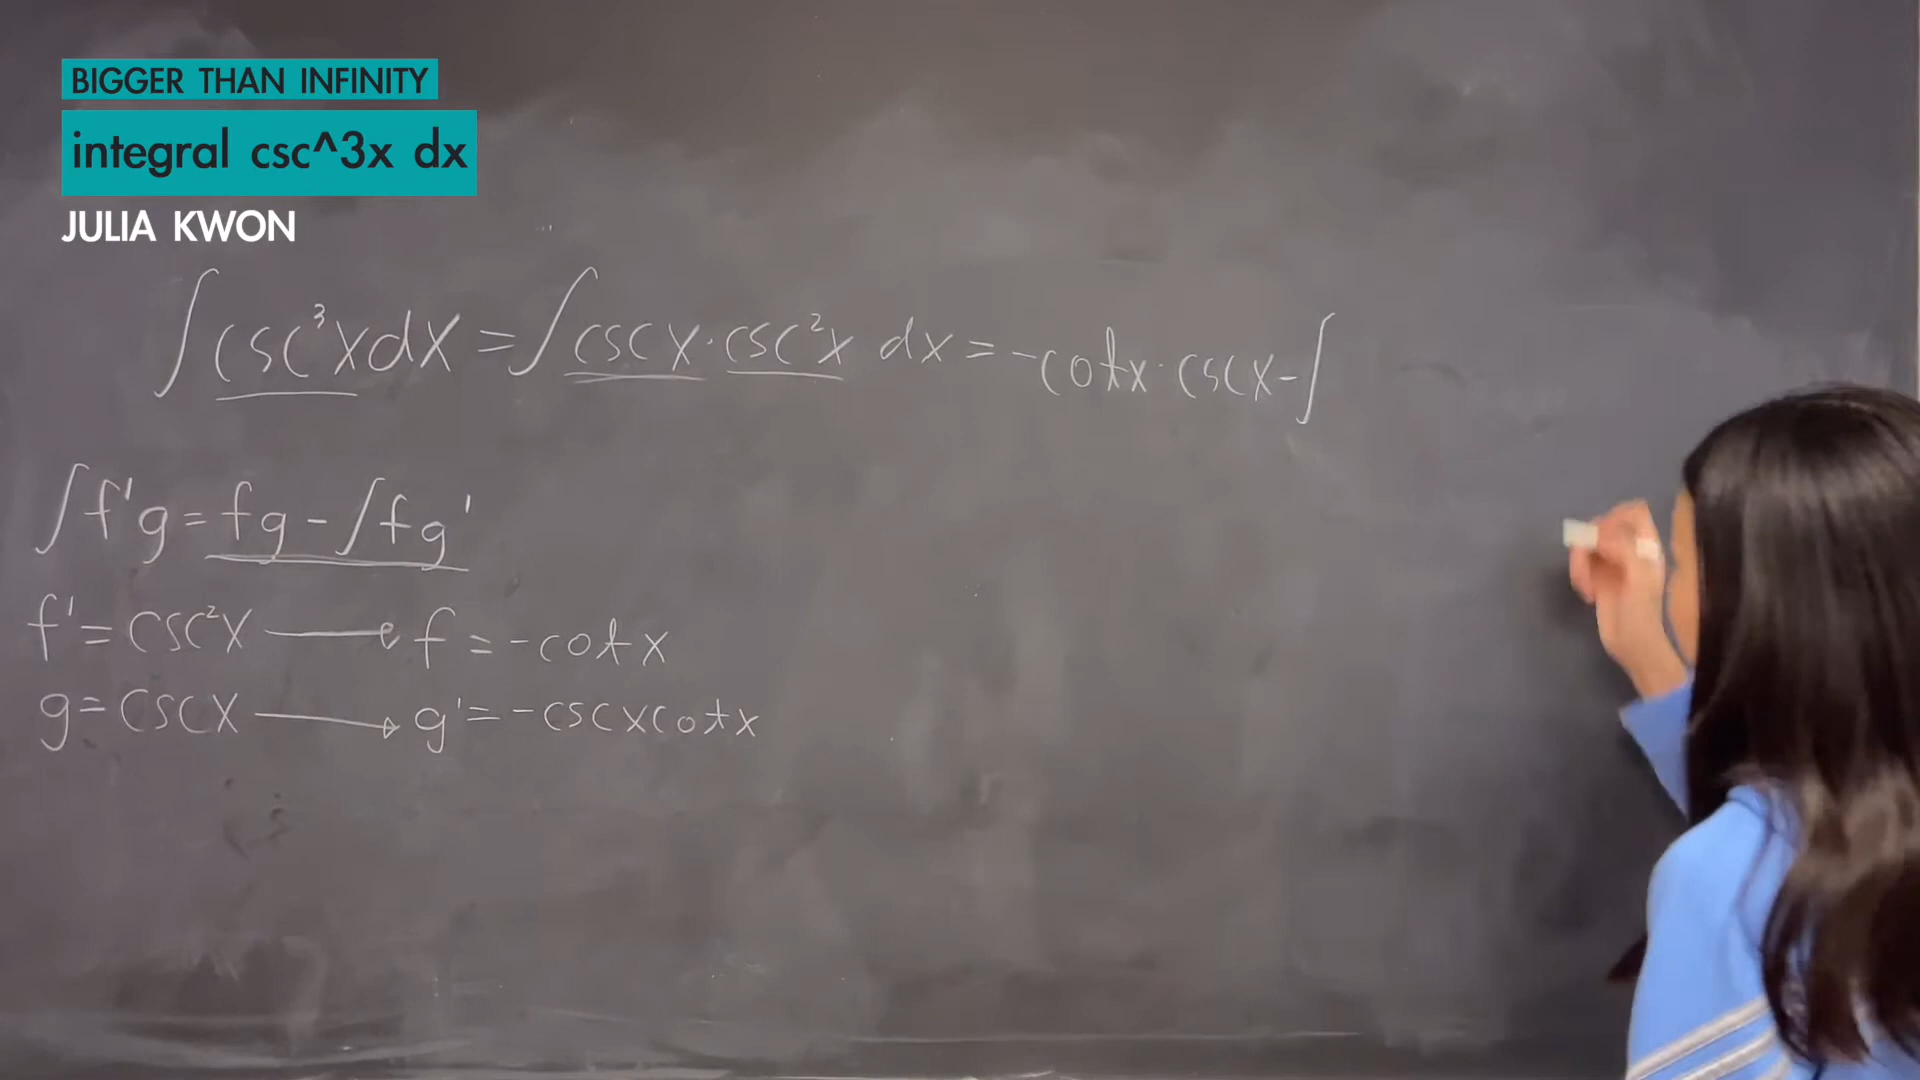 BIGGER THAN INFINITY
integral csc^3x dx
JULIA KWON
∫csc³xdx = ∫cscx·csc²x dx = -cotx·cscx-∫
∫f'g = fg - ∫fg'
f' = csc²x → f = -cotx
g = cscx → g' = -cscxcotx